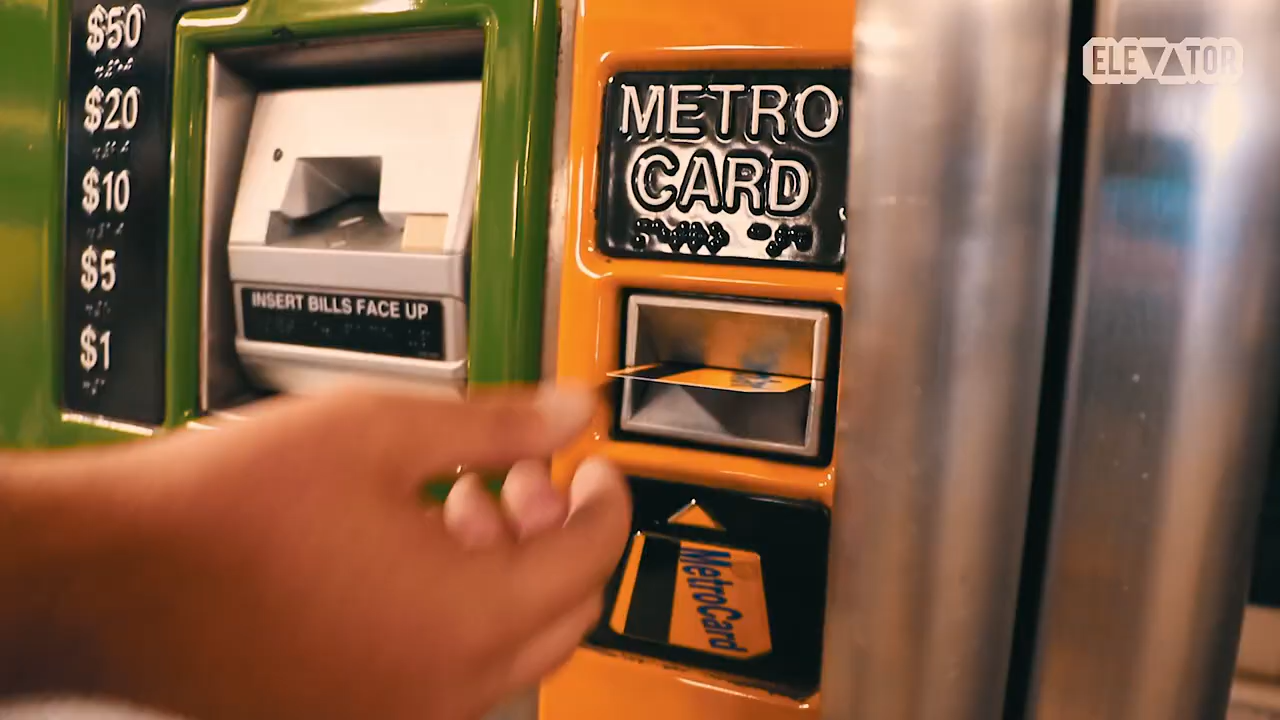 $50
$20
$10
$5
$1
INSERT BILLS FACE UP
METRO
CARD
MetroCard
ELEVATOR